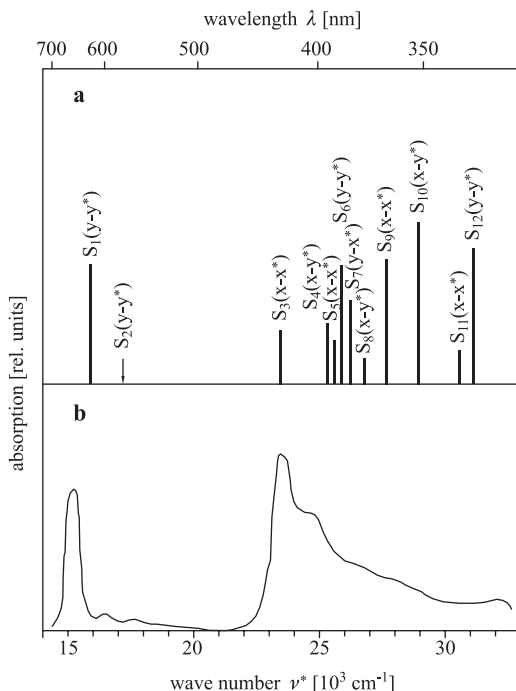 wavelength λ [nm]
700 600 500 400 350
a
S₁(y-y*)
S₂(y-y*)
S₃(x-x*)
S₄(x-y*)
S₅(x-x*)
S₆(y-y*)
S₇(y-x*)
S₈(x-y*)
S₉(x-x*)
S₁₀(x-y*)
S₁₁(x-x*)
S₁₂(y-y*)
absorption [rel. units]
b
15 20 25 30
wave number ν* [10³ cm⁻¹]